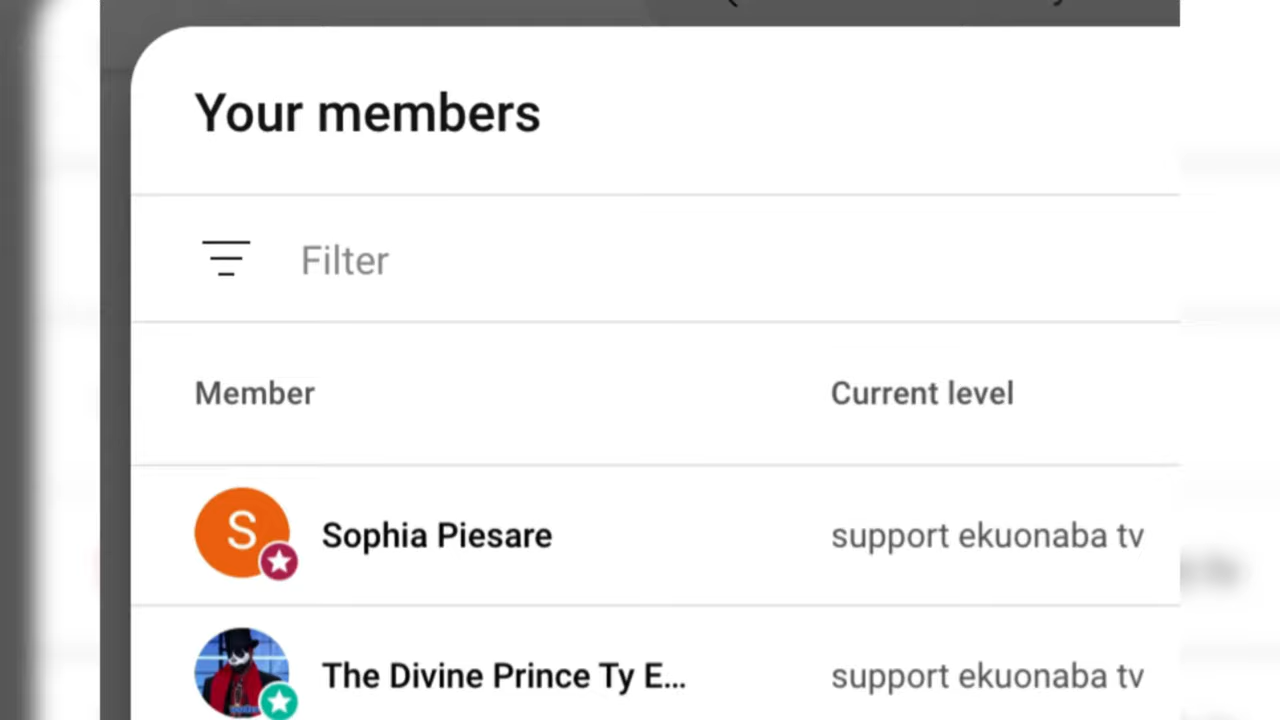 Your members
Filter
Member
Current level
S
Sophia Piesare
support ekuonaba tv
The Divine Prince Ty E...
support ekuonaba tv